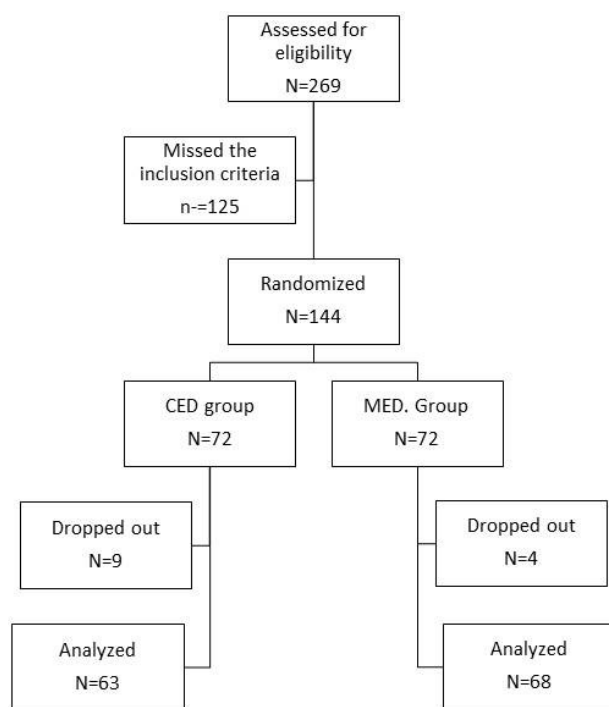 Assessed for
eligibility
N=269
Missed the
inclusion criteria
n-=125
Randomized
N=144
CED group
N=72
MED. Group
N=72
Dropped out
N=9
Dropped out
N=4
Analyzed
N=63
Analyzed
N=68